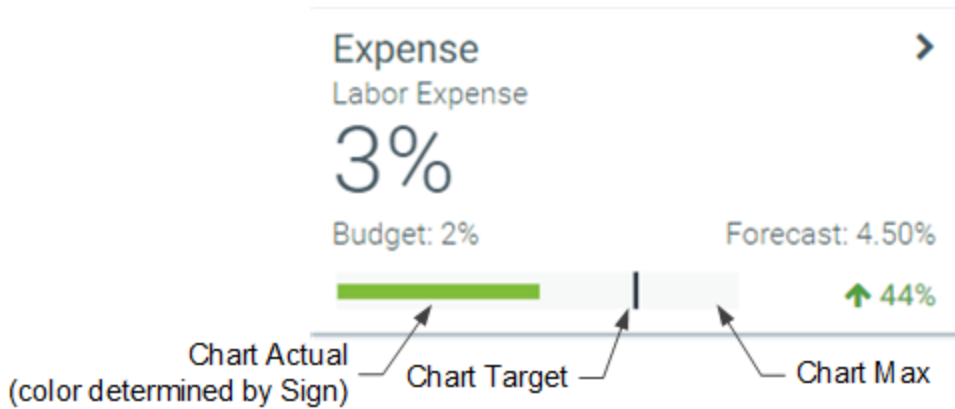 Expense
Labor Expense
3%
Budget: 2%
Forecast: 4.50%
44%
Chart Actual
(color determined by Sign)
Chart Target
Chart Max